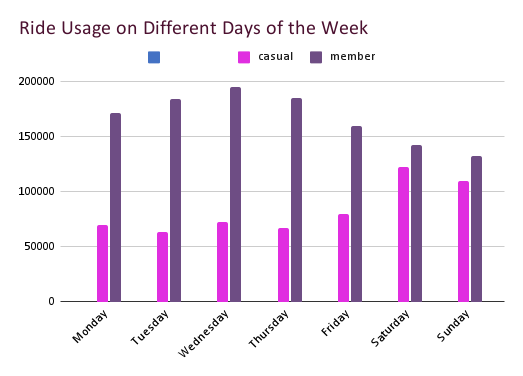 Ride Usage on Different Days of the Week
casual member
200000
150000
100000
50000
0
Monday
Tuesday
Wednesday
Thursday
Friday
Saturday
Sunday